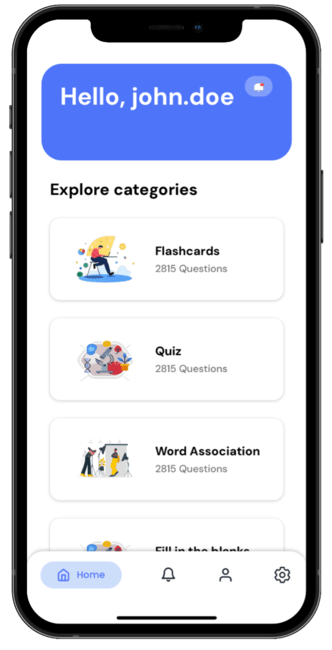 Hello, john.doe
Explore categories
Flashcards
2815 Questions
Quiz
2815 Questions
Word Association
2815 Questions
Fill in the blanks
Home